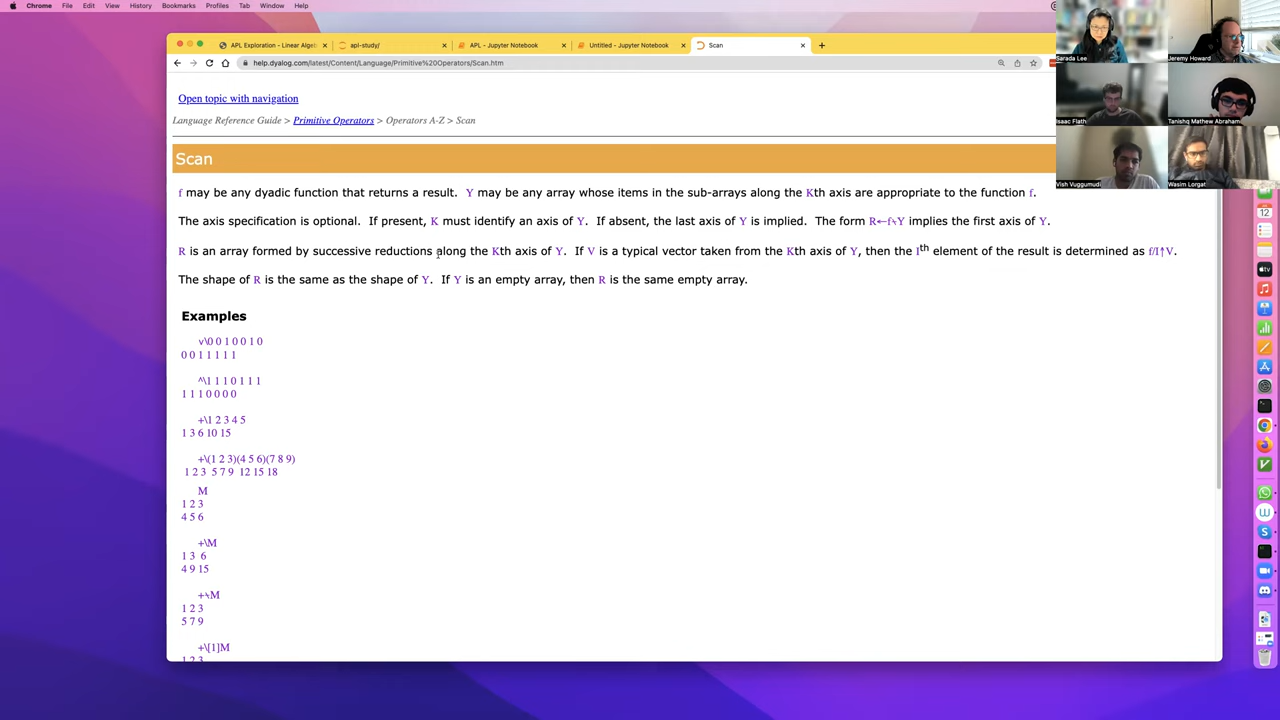 Chrome File Edit View History Bookmarks Profiles Tab Window Help
APL Exploration - Linear Algeb
apl-study/
APL - Jupyter Notebook
Untitled - Jupyter Notebook
Scan
help.dyalog.com/latest/Content/Language/Primitive%20Operators/Scan.htm
Sarada Lee
Jeremy Howard
Isaac Flath
Tanishq Mathew Abraham
Vish Vuggumudi
Wasim Lorgat
Open topic with navigation
Language Reference Guide > Primitive Operators > Operators A-Z > Scan
Scan
f may be any dyadic function that returns a result. Y may be any array whose items in the sub-arrays along the Kth axis are appropriate to the function f.
The axis specification is optional. If present, K must identify an axis of Y. If absent, the last axis of Y is implied. The form R←f⍀Y implies the first axis of Y.
R is an array formed by successive reductions along the Kth axis of Y. If V is a typical vector taken from the Kth axis of Y, then the Ith element of the result is determined as f/I↑V.
The shape of R is the same as the shape of Y. If Y is an empty array, then R is the same empty array.
Examples
∨\0 0 1 0 0 1 0
0 0 1 1 1 1 1
^\1 1 1 0 1 1 1
1 1 1 0 0 0 0
+\1 2 3 4 5
1 3 6 10 15
+\(1 2 3)(4 5 6)(7 8 9)
1 2 3 5 7 9 12 15 18
M
1 2 3
4 5 6
+\M
1 3 6
4 9 15
+⍀M
1 2 3
5 7 9
+\[1]M
1 2 3
12